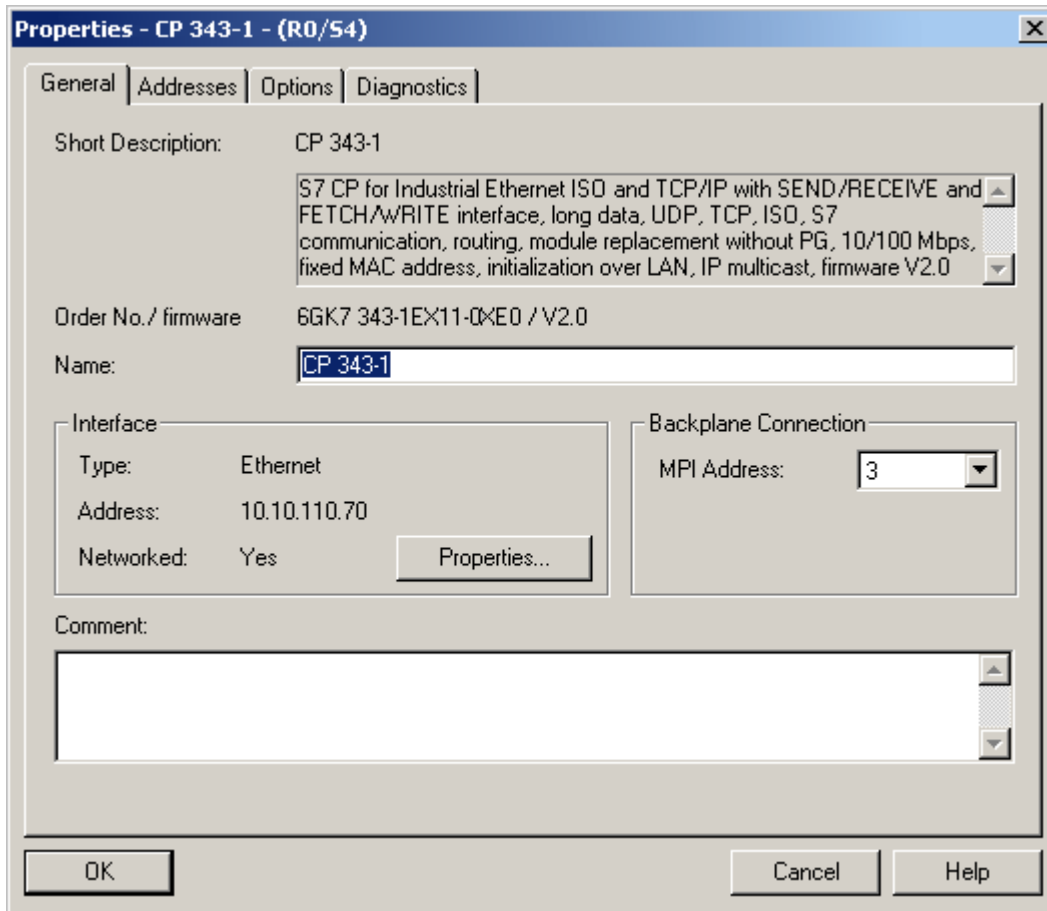 Properties - CP 343-1 - (R0/S4)
General Addresses Options Diagnostics
Short Description: CP 343-1
S7 CP for Industrial Ethernet ISO and TCP/IP with SEND/RECEIVE and
FETCH/WRITE interface, long data, UDP, TCP, ISO, S7
communication, routing, module replacement without PG, 10/100 Mbps,
fixed MAC address, initialization over LAN, IP multicast, firmware V2.0
Order No./ firmware 6GK7 343-1EX11-0XE0 / V2.0
Name: CP 343-1
Interface
Type: Ethernet
Address: 10.10.110.70
Networked: Yes Properties...
Backplane Connection
MPI Address: 3
Comment:
OK Cancel Help